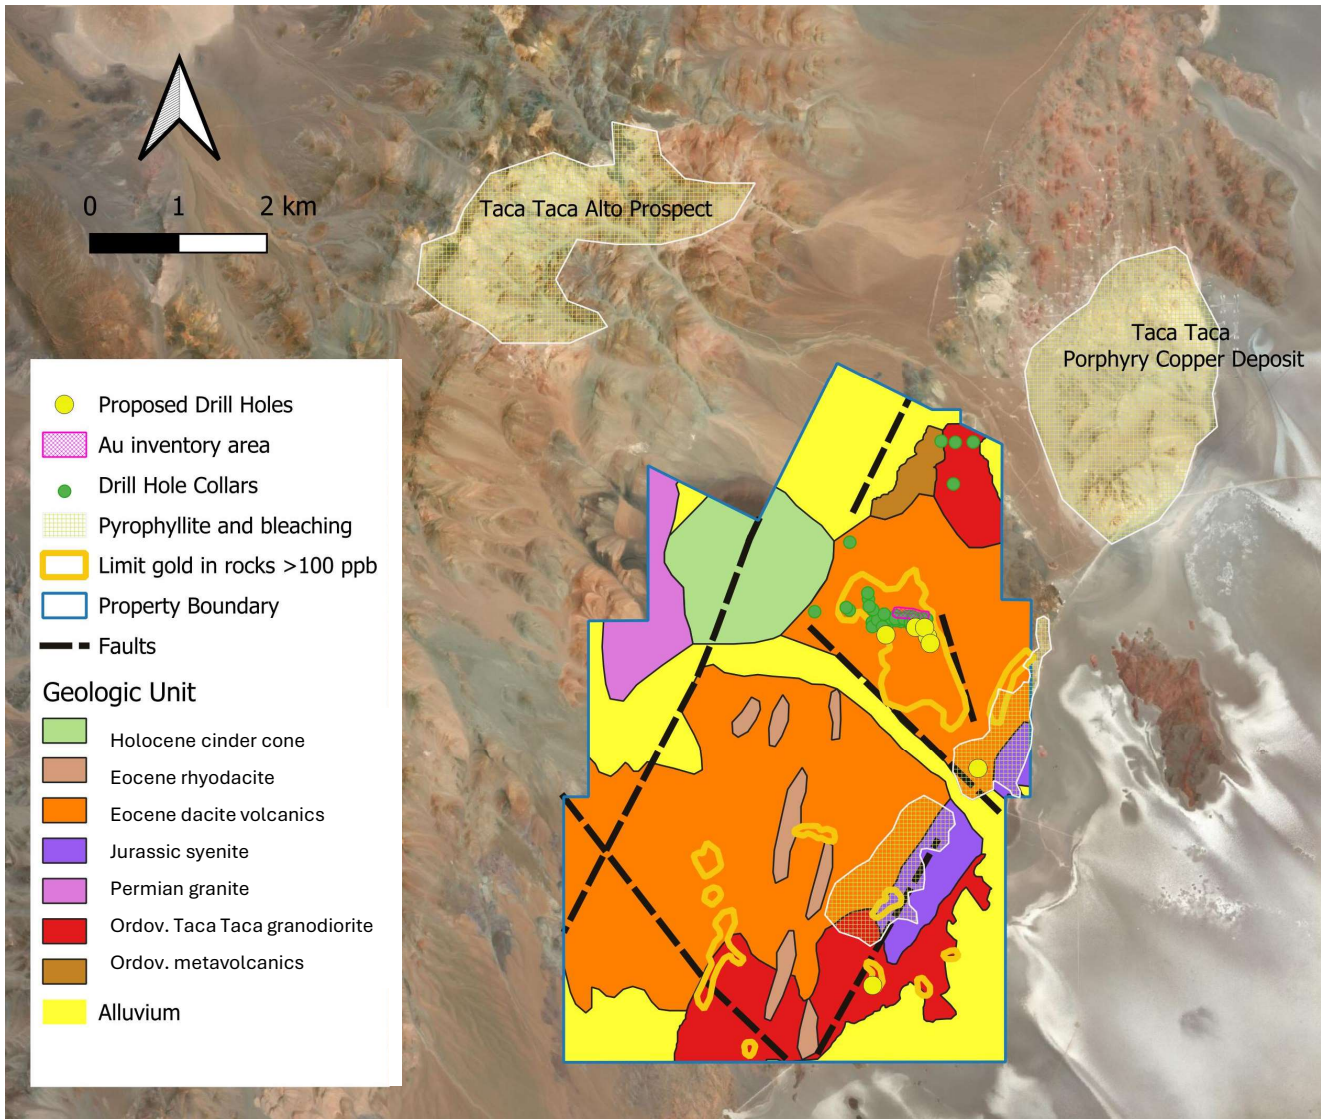 0 1 2 km
Taca Taca Alto Prospect
Taca Taca
Porphyry Copper Deposit
Proposed Drill Holes
Au inventory area
Drill Hole Collars
Pyrophyllite and bleaching
Limit gold in rocks >100 ppb
Property Boundary
Faults
Geologic Unit
Holocene cinder cone
Eocene rhyodacite
Eocene dacite volcanics
Jurassic syenite
Permian granite
Ordov. Taca Taca granodiorite
Ordov. metavolcanics
Alluvium